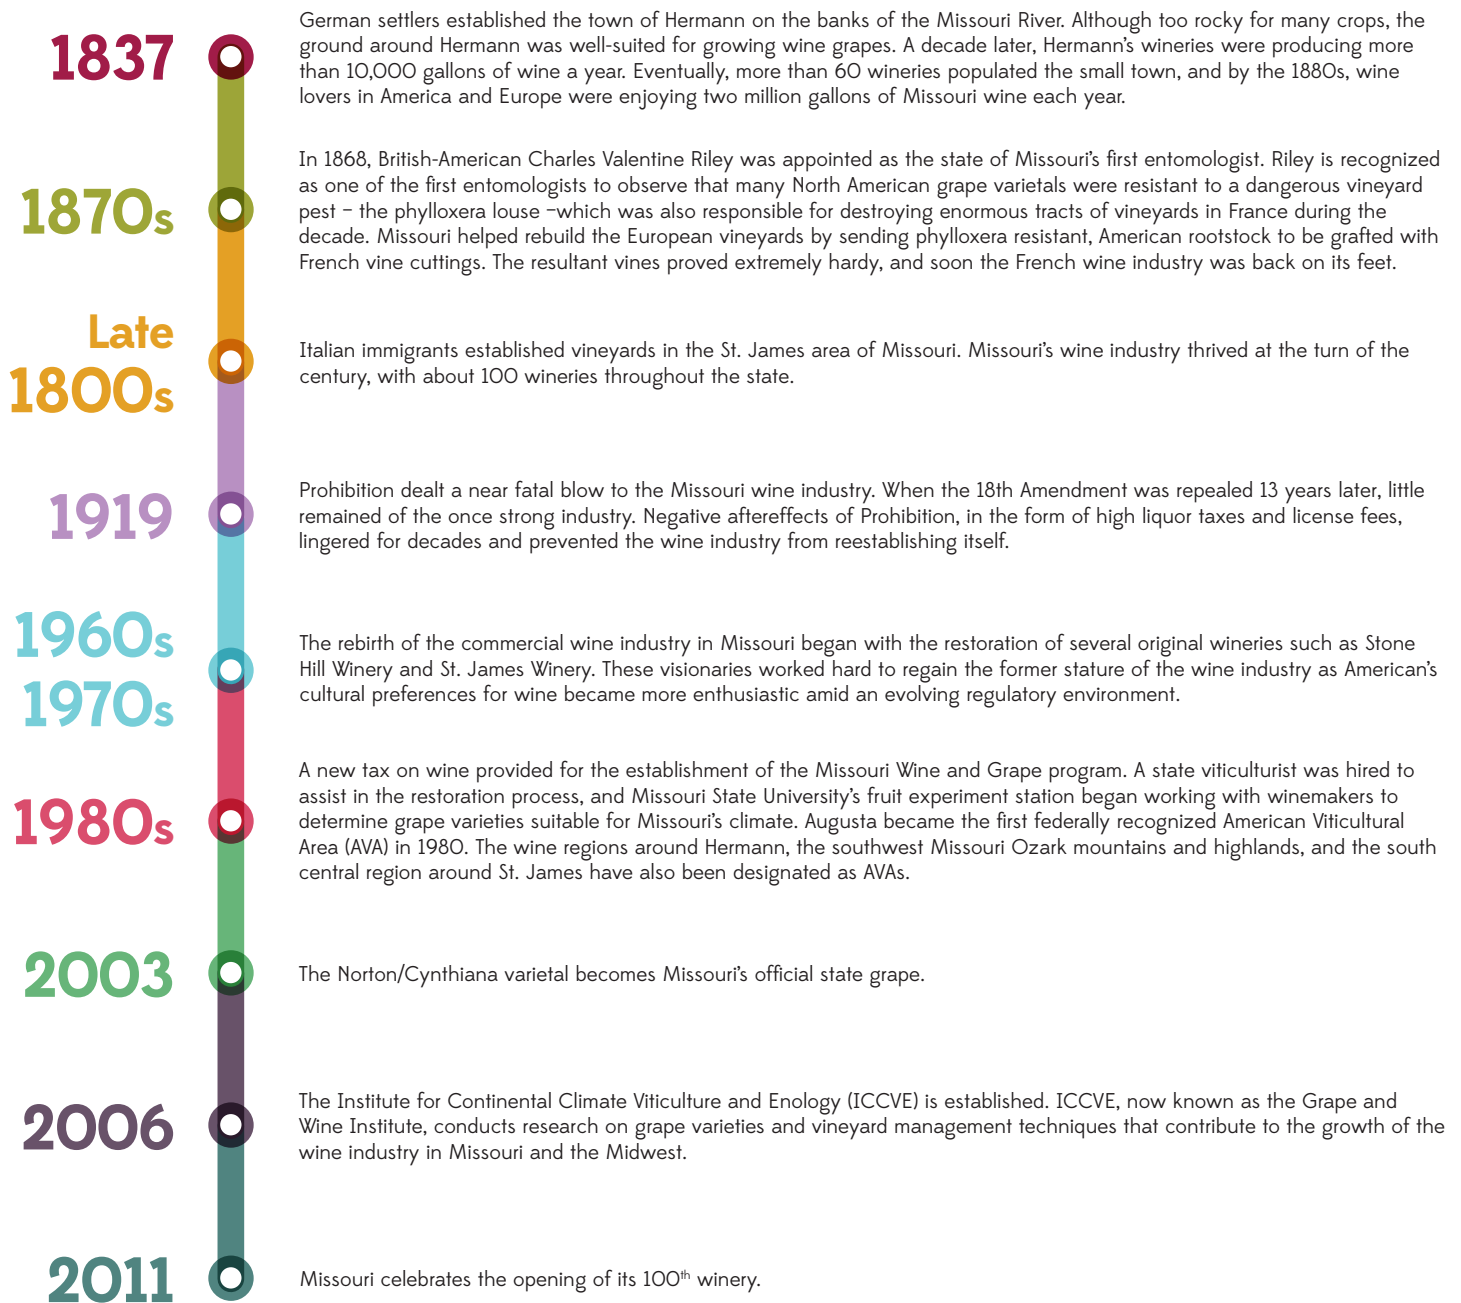 1837
German settlers established the town of Hermann on the banks of the Missouri River. Although too rocky for many crops, the
ground around Hermann was well-suited for growing wine grapes. A decade later, Hermann's wineries were producing more
than 10,000 gallons of wine a year. Eventually, more than 60 wineries populated the small town, and by the 1880s, wine
lovers in America and Europe were enjoying two million gallons of Missouri wine each year.
1870s
In 1868, British-American Charles Valentine Riley was appointed as the state of Missouri's first entomologist. Riley is recognized
as one of the first entomologists to observe that many North American grape varietals were resistant to a dangerous vineyard
pest – the phylloxera louse –which was also responsible for destroying enormous tracts of vineyards in France during the
decade. Missouri helped rebuild the European vineyards by sending phylloxera resistant, American rootstock to be grafted with
French vine cuttings. The resultant vines proved extremely hardy, and soon the French wine industry was back on its feet.
Late
1800s
Italian immigrants established vineyards in the St. James area of Missouri. Missouri's wine industry thrived at the turn of the
century, with about 100 wineries throughout the state.
1919
Prohibition dealt a near fatal blow to the Missouri wine industry. When the 18th Amendment was repealed 13 years later, little
remained of the once strong industry. Negative aftereffects of Prohibition, in the form of high liquor taxes and license fees,
lingered for decades and prevented the wine industry from reestablishing itself.
1960s
1970s
The rebirth of the commercial wine industry in Missouri began with the restoration of several original wineries such as Stone
Hill Winery and St. James Winery. These visionaries worked hard to regain the former stature of the wine industry as American's
cultural preferences for wine became more enthusiastic amid an evolving regulatory environment.
1980s
A new tax on wine provided for the establishment of the Missouri Wine and Grape program. A state viticulturist was hired to
assist in the restoration process, and Missouri State University's fruit experiment station began working with winemakers to
determine grape varieties suitable for Missouri's climate. Augusta became the first federally recognized American Viticultural
Area (AVA) in 1980. The wine regions around Hermann, the southwest Missouri Ozark mountains and highlands, and the south
central region around St. James have also been designated as AVAs.
2003
The Norton/Cynthiana varietal becomes Missouri's official state grape.
2006
The Institute for Continental Climate Viticulture and Enology (ICCVE) is established. ICCVE, now known as the Grape and
Wine Institute, conducts research on grape varieties and vineyard management techniques that contribute to the growth of the
wine industry in Missouri and the Midwest.
2011
Missouri celebrates the opening of its 100th winery.